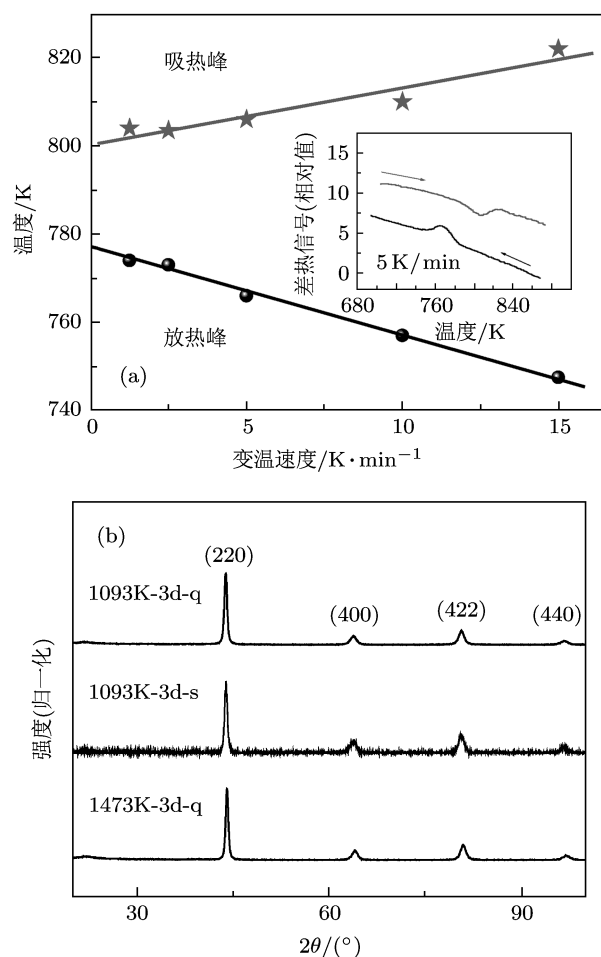 820
吸热峰
800
780
760
740
温度/K
放热峰
(a)
0
5
10
15
变温速度/K·min⁻¹
差热信号(相对值)
15
10
5
0
5 K/min
680
760
840
温度/K
(b)
(220)
(400)
(422)
(440)
1093K-3d-q
1093K-3d-s
1473K-3d-q
强度(归一化)
30
60
90
2θ/(°)